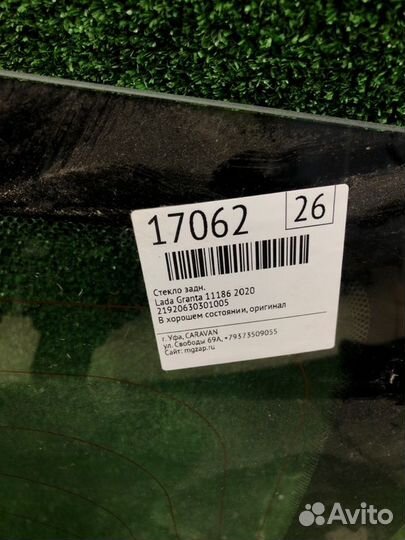 17062 26
Стекло задн.
Lada Granta 11186 2020
21920630301005
В хорошем состоянии, оригинал
г. Уфа, CARAVAN
ул. Свободы 69А, +79373509055
Сайт: mgzap.ru
Avito